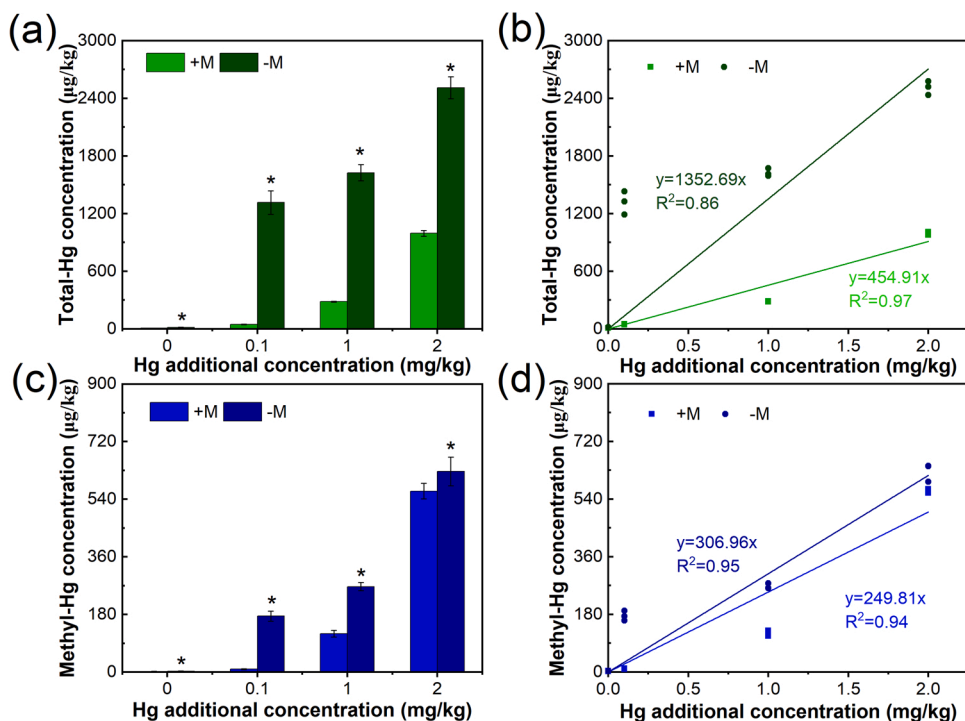 (a)
+M -M
Total-Hg concentration (μg/kg)
3000
2400
1800
1200
600
0
*
*
*
*
0 0.1 1 2
Hg additional concentration (mg/kg)
(b)
+M -M
Total-Hg concentration (μg/kg)
3000
2400
1800
1200
600
0
y=1352.69x
R²=0.86
y=454.91x
R²=0.97
0.0 0.5 1.0 1.5 2.0
Hg additional concentration (mg/kg)
(c)
+M -M
Methyl-Hg concentration (μg/kg)
900
720
540
360
180
0
*
*
*
*
0 0.1 1 2
Hg additional concentration (mg/kg)
(d)
+M -M
Methyl-Hg concentration (μg/kg)
900
720
540
360
180
0
y=306.96x
R²=0.95
y=249.81x
R²=0.94
0.0 0.5 1.0 1.5 2.0
Hg additional concentration (mg/kg)